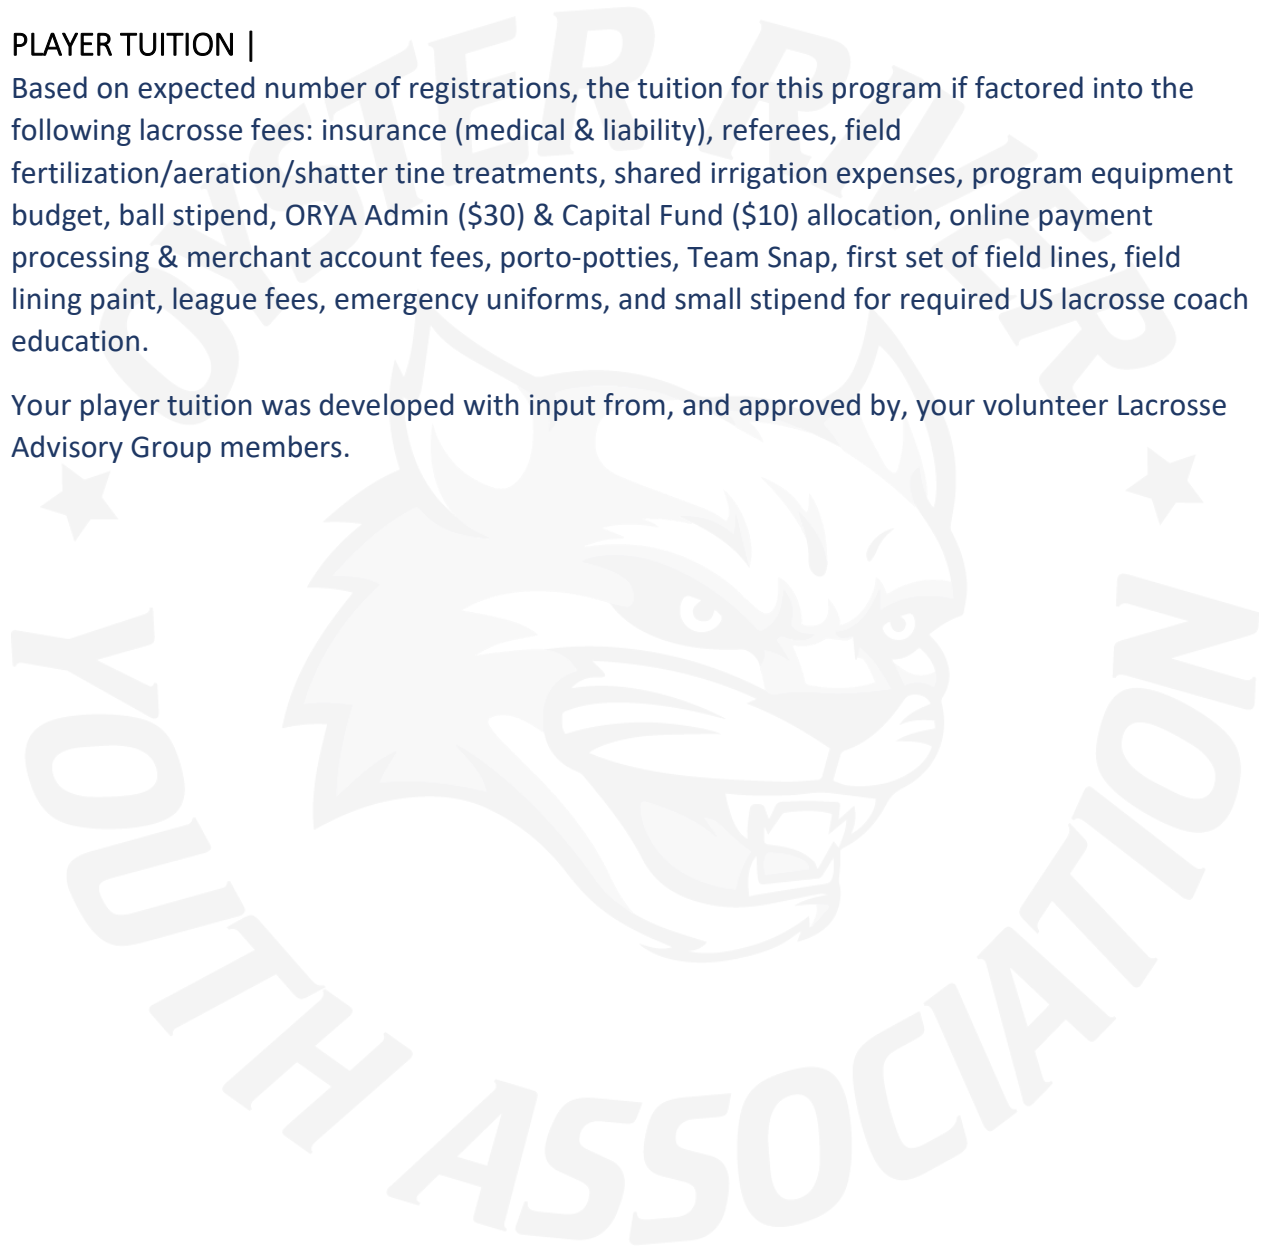 PLAYER TUITION |
Based on expected number of registrations, the tuition for this program if factored into the
following lacrosse fees: insurance (medical & liability), referees, field
fertilization/aeration/shatter tine treatments, shared irrigation expenses, program equipment
budget, ball stipend, ORYA Admin ($30) & Capital Fund ($10) allocation, online payment
processing & merchant account fees, porto-potties, Team Snap, first set of field lines, field
lining paint, league fees, emergency uniforms, and small stipend for required US lacrosse coach
education.
Your player tuition was developed with input from, and approved by, your volunteer Lacrosse
Advisory Group members.
OYSTER RIVER
YOUTH ASSOCIATION